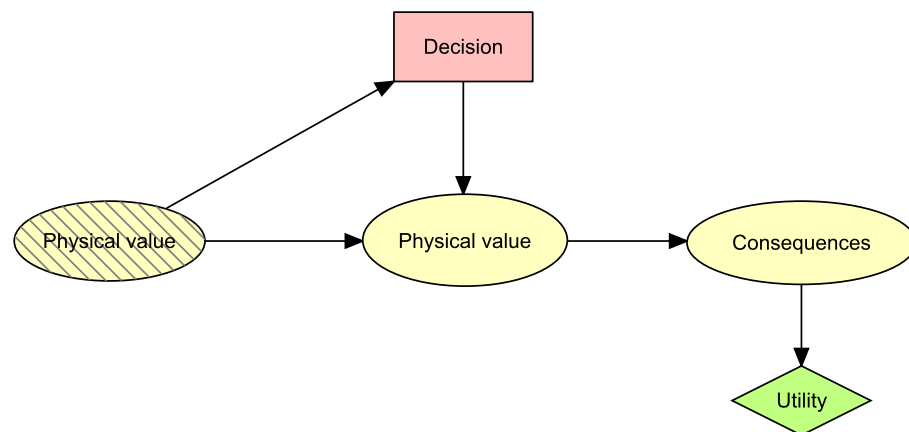 Decision
Physical value
Physical value
Consequences
Utility